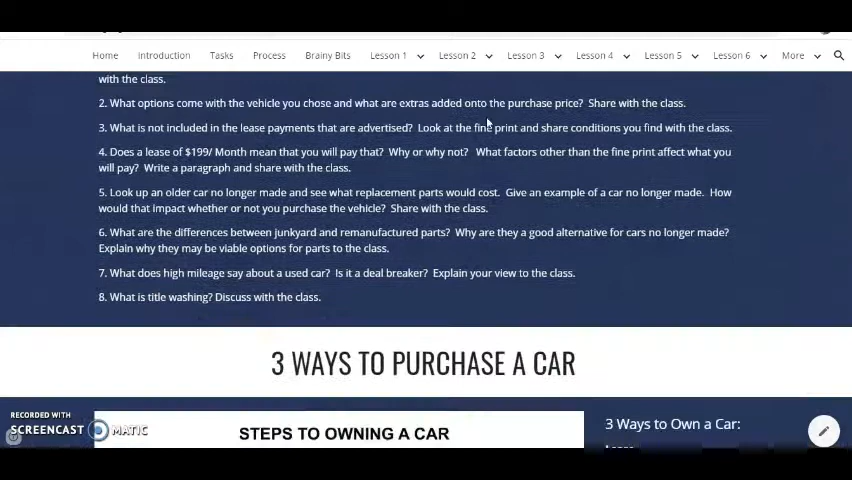 Home Introduction Tasks Process Brainy Bits Lesson 1 Lesson 2 Lesson 3 Lesson 4 Lesson 5 Lesson 6 More
with the class.
2. What options come with the vehicle you chose and what are extras added onto the purchase price? Share with the class.
3. What is not included in the lease payments that are advertised? Look at the fine print and share conditions you find with the class.
4. Does a lease of $199/ Month mean that you will pay that? Why or why not? What factors other than the fine print affect what you
will pay? Write a paragraph and share with the class.
5. Look up an older car no longer made and see what replacement parts would cost. Give an example of a car no longer made. How
would that impact whether or not you purchase the vehicle? Share with the class.
6. What are the differences between junkyard and remanufactured parts? Why are they a good alternative for cars no longer made?
Explain why they may be viable options for parts to the class.
7. What does high mileage say about a used car? Is it a deal breaker? Explain your view to the class.
8. What is title washing? Discuss with the class.
3 WAYS TO PURCHASE A CAR
STEPS TO OWNING A CAR
3 Ways to Own a Car:
RECORDED WITH
SCREENCAST MATIC